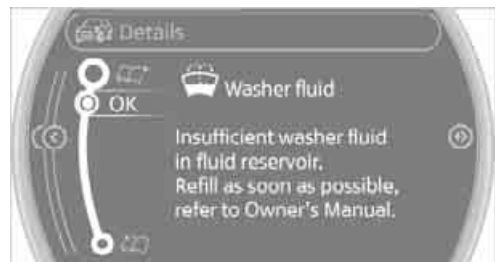 Details
Washer fluid
OK
Insufficient washer fluid
in fluid reservoir.
Refill as soon as possible,
refer to Owner's Manual.